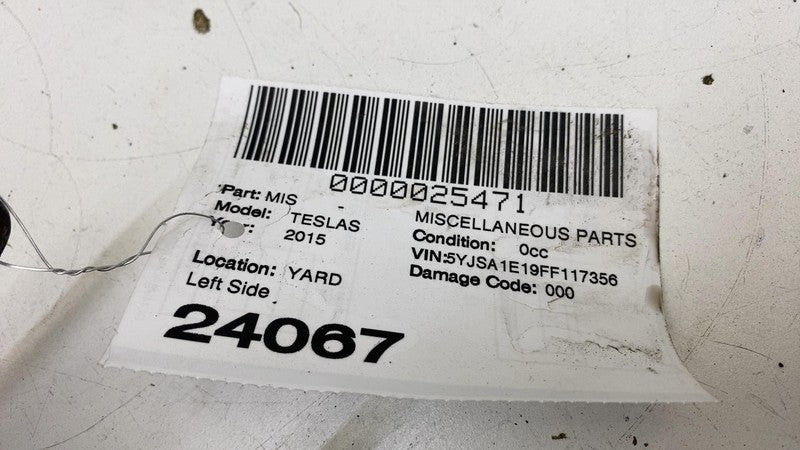 0000025471
Part: MIS -
MISCELLANEOUS PARTS
Model: TESLAS
Condition: 0cc
2015
VIN:5YJSA1E19FF117356
Location: YARD
Damage Code: 000
Left Side
24067